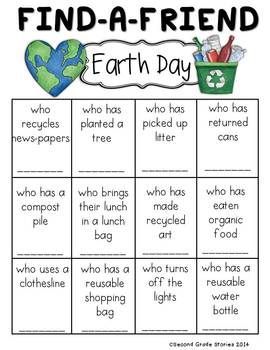 FIND-A-FRIEND
Earth Day
who
recycles
news-papers
who has
planted a
tree
who has
picked up
litter
who has
returned
cans
who has a
compost
pile
who brings
their lunch
in a lunch
bag
who has
made
recycled
art
who has
eaten
organic
food
who uses a
clothesline
who has a
reusable
shopping
bag
who turns
off the
lights
who has a
reusable
water
bottle
©Second Grade Stories 2014